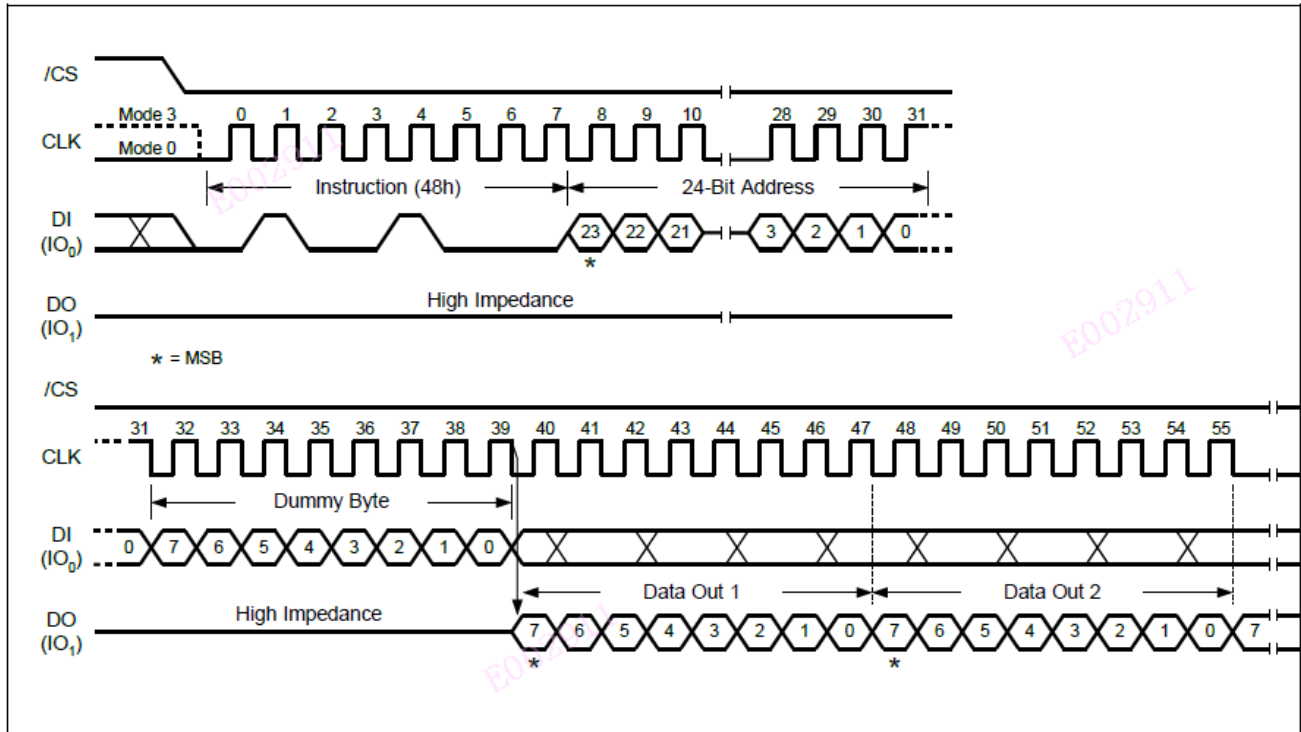 /CS
Mode 3 0 1 2 3 4 5 6 7 8 9 10 28 29 30 31
CLK
Mode 0
Instruction (48h) 24-Bit Address
DI
(IO0) 23 22 21 3 2 1 0
*
High Impedance
DO
(IO1)
* = MSB
/CS
31 32 33 34 35 36 37 38 39 40 41 42 43 44 45 46 47 48 49 50 51 52 53 54 55
CLK
Dummy Byte
DI
(IO0) 0 7 6 5 4 3 2 1 0
Data Out 1 Data Out 2
High Impedance
DO
(IO1) 7 6 5 4 3 2 1 0 7 6 5 4 3 2 1 0 7
* *
E002911
E002911
E002911